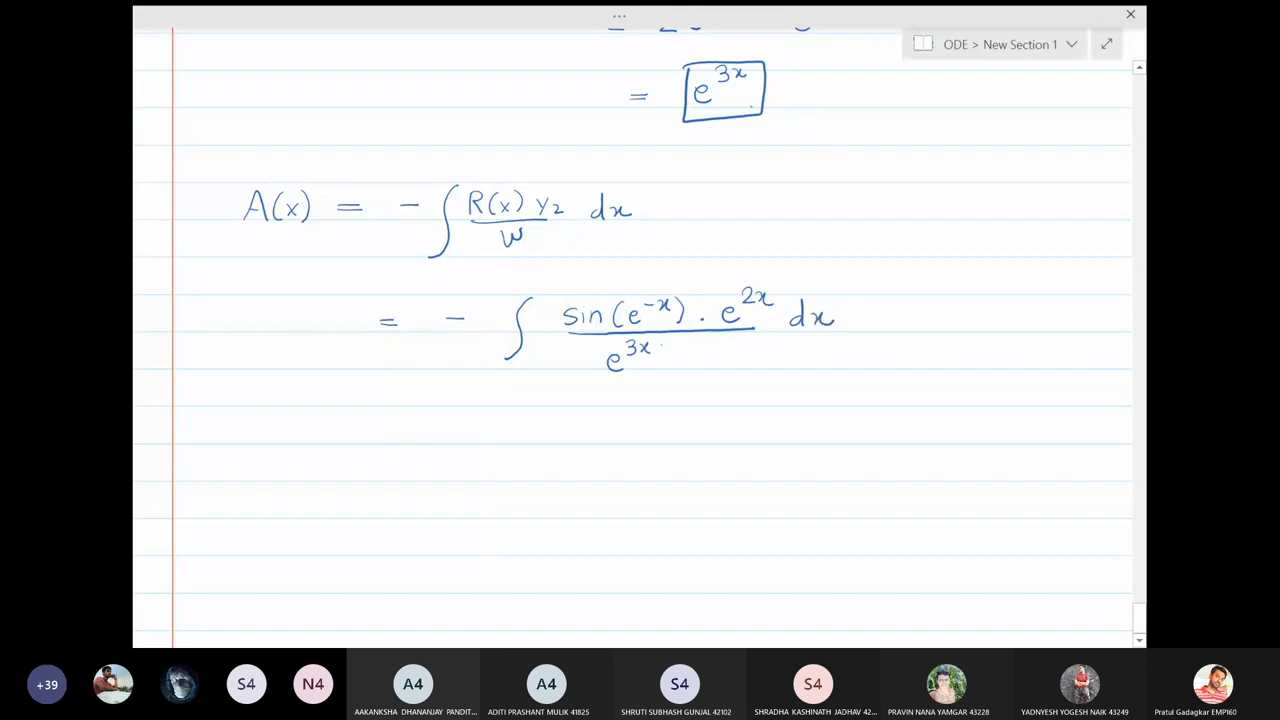 ODE > New Section 1
= e^{3x}
A(x) = - ∫ R(x) y₂ / W dx
= - ∫ sin(e^{-x}) . e^{2x} / e^{3x} dx
+39 S4 N4 A4 A4 S4 S4
AAKANKSHA DHANANJAY PANDIT... ADITI PRASHANT MULIK 41825 SHRUTI SUBHASH GUNJAL 42102 SHRADHA KASHINATH JADHAV 42... PRAVIN NANA YAMGAR 43228 YADNYESH YOGESH NAIK 43249 Pratul Gadagkar EMP160